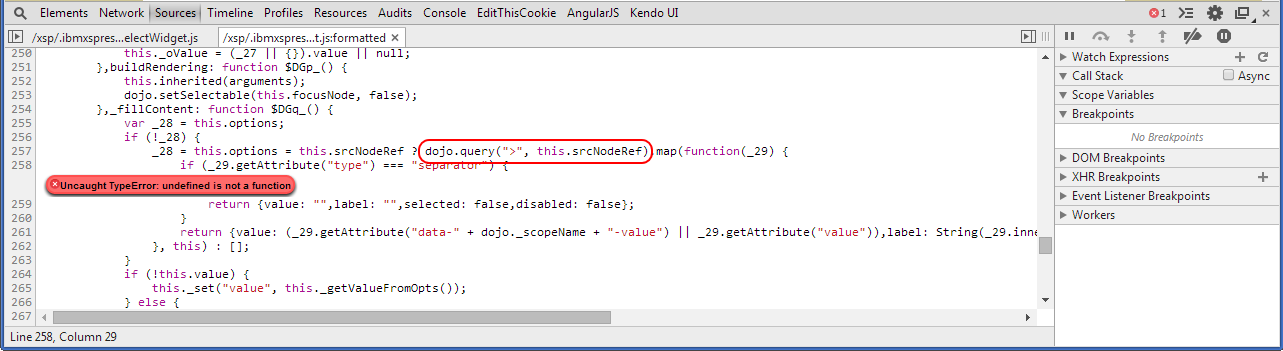 Elements Network Sources Timeline Profiles Resources Audits Console EditThisCookie AngularJS Kendo UI 1
/xsp/.ibmxspres...electWidget.js /xsp/.ibmxspres...t.js:formatted ×
250 this._oValue = (_27 || {}).value || null;
251 },buildRendering: function $DGp_() {
252 this.inherited(arguments);
253 dojo.setSelectable(this.focusNode, false);
254 },_fillContent: function $DGq_() {
255 var _28 = this.options;
256 if (!_28) {
257 _28 = this.options = this.srcNodeRef ? dojo.query(">", this.srcNodeRef).map(function(_29) {
258 if (_29.getAttribute("type") === "separator") {
Uncaught TypeError: undefined is not a function
259 return {value: "",label: "",selected: false,disabled: false};
260 }
261 return {value: (_29.getAttribute("data-" + dojo._scopeName + "-value") || _29.getAttribute("value")),label: String(_29.inne
262 }, this) : [];
263 }
264 if (!this.value) {
265 this._set("value", this._getValueFromOpts());
266 } else {
267
Line 258, Column 29
Watch Expressions
Call Stack Async
Scope Variables
Breakpoints
No Breakpoints
DOM Breakpoints
XHR Breakpoints
Event Listener Breakpoints
Workers